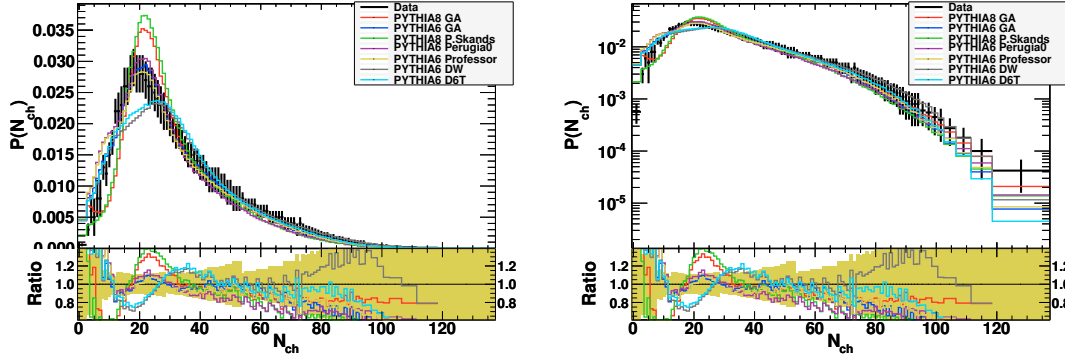 Data
PYTHIA8 GA
PYTHIA6 GA
PYTHIA8 P.Skands
PYTHIA6 Perugia0
PYTHIA6 Professor
PYTHIA6 DW
PYTHIA6 D6T
P(N_ch)
0.035
0.030
0.025
0.020
0.015
0.010
0.005
0.000
Ratio
1.2
1.0
0.8
1.2
1.0
0.8
0 20 40 60 80 100 120
N_ch
Data
PYTHIA8 GA
PYTHIA6 GA
PYTHIA8 P.Skands
PYTHIA6 Perugia0
PYTHIA6 Professor
PYTHIA6 DW
PYTHIA6 D6T
P(N_ch)
10^-2
10^-3
10^-4
10^-5
Ratio
1.2
1.0
0.8
1.2
1.0
0.8
0 20 40 60 80 100 120
N_ch